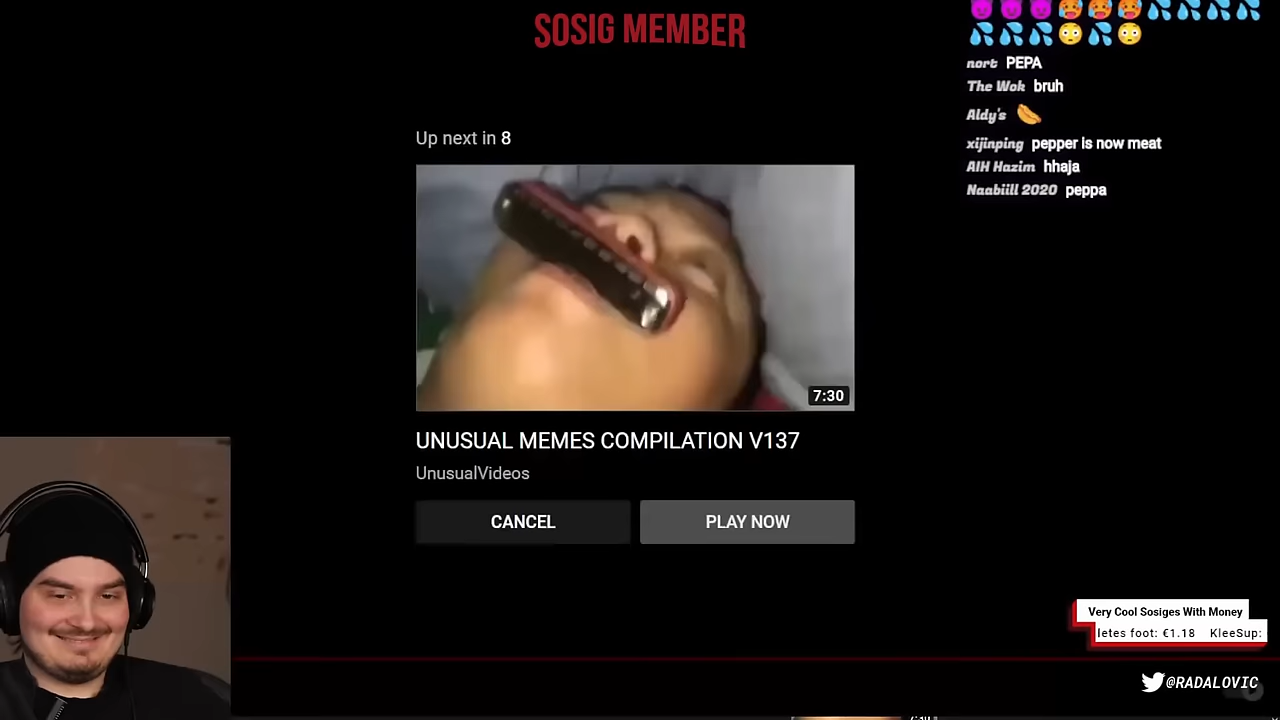 SOSIG MEMBER
Up next in 8
7:30
UNUSUAL MEMES COMPILATION V137
UnusualVideos
CANCEL
PLAY NOW
nort PEPA
The Wok bruh
Aldy's
xijinping pepper is now meat
AIH Hazim hhaja
Naabiill 2020 peppa
Very Cool Sosiges With Money
letes foot: €1.18 KleeSup:
@RADALOVIC